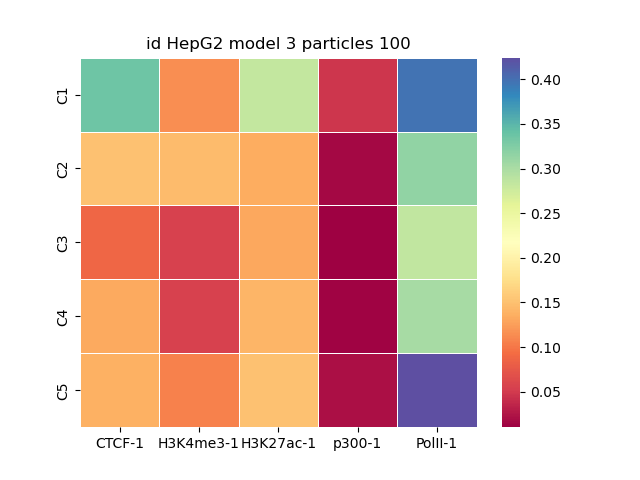 id HepG2 model 3 particles 100
C1
C2
C3
C4
C5
CTCF-1 H3K4me3-1 H3K27ac-1 p300-1 PolII-1
0.40
0.35
0.30
0.25
0.20
0.15
0.10
0.05